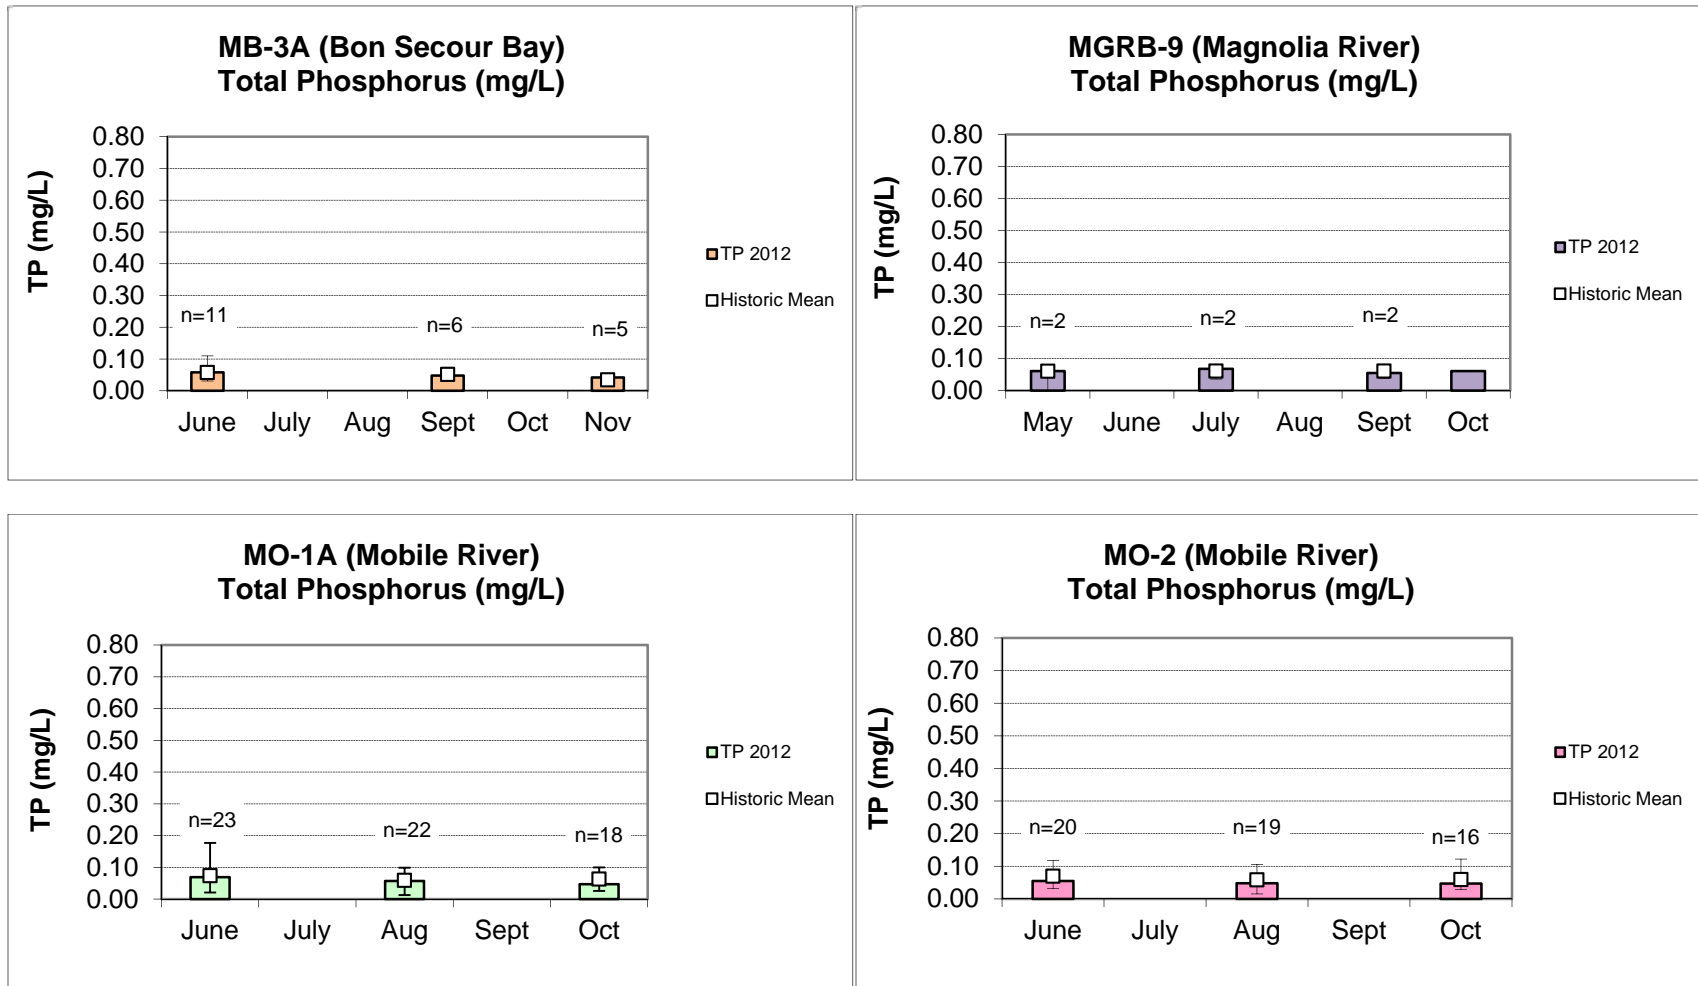 MB-3A (Bon Secour Bay)
Total Phosphorus (mg/L)
TP (mg/L)
0.80
0.70
0.60
0.50
0.40
0.30
0.20
0.10
0.00
n=11
n=6
n=5
June July Aug Sept Oct Nov
TP 2012
Historic Mean
MGRB-9 (Magnolia River)
Total Phosphorus (mg/L)
TP (mg/L)
0.80
0.70
0.60
0.50
0.40
0.30
0.20
0.10
0.00
n=2
n=2
n=2
May June July Aug Sept Oct
TP 2012
Historic Mean
MO-1A (Mobile River)
Total Phosphorus (mg/L)
TP (mg/L)
0.80
0.70
0.60
0.50
0.40
0.30
0.20
0.10
0.00
n=23
n=22
n=18
June July Aug Sept Oct
TP 2012
Historic Mean
MO-2 (Mobile River)
Total Phosphorus (mg/L)
TP (mg/L)
0.80
0.70
0.60
0.50
0.40
0.30
0.20
0.10
0.00
n=20
n=19
n=16
June July Aug Sept Oct
TP 2012
Historic Mean